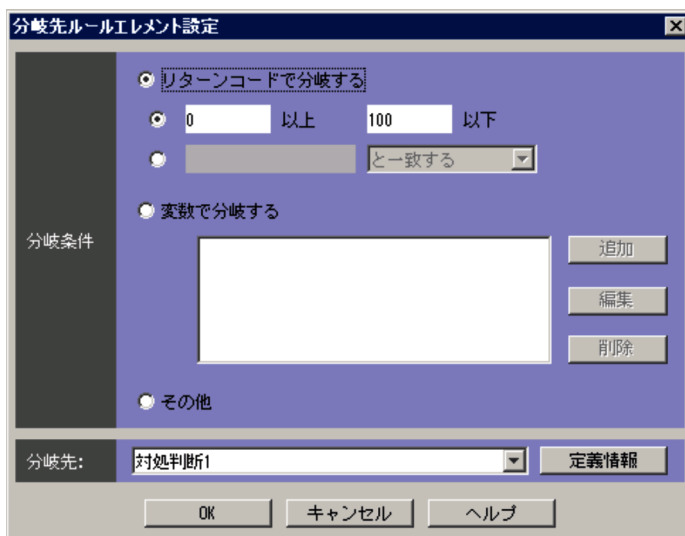 分岐先ルールエレメント設定
リターンコードで分岐する
0 以上 100 以下
と一致する
変数で分岐する
分岐条件
追加
編集
削除
その他
分岐先: 対処判断1 定義情報
OK キャンセル ヘルプ